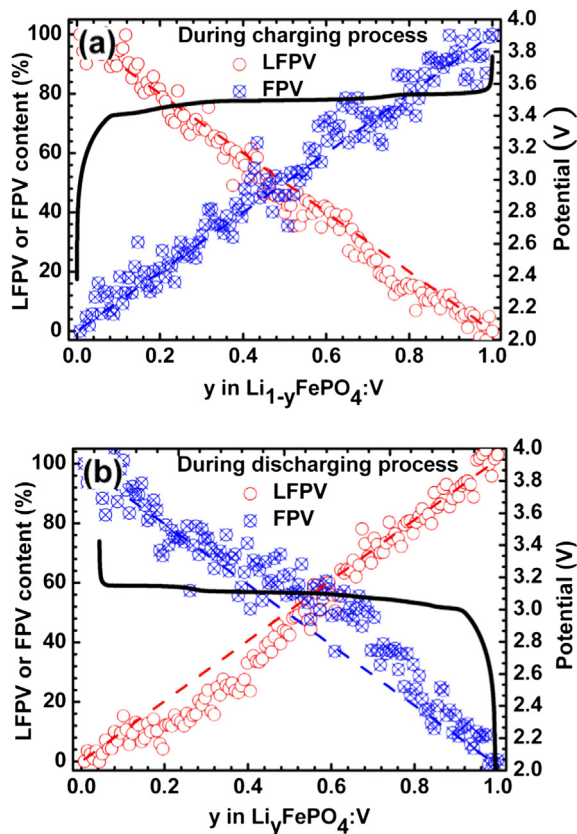 (a) During charging process
LFPV
FPV
LFPV or FPV content (%)
100
80
60
40
20
0
4.0
3.8
3.6
3.4
3.2
3.0
2.8
2.6
2.4
2.2
2.0
Potential (V)
0.0 0.2 0.4 0.6 0.8 1.0
y in Li1-yFePO4:V
(b) During discharging process
LFPV
FPV
LFPV or FPV content (%)
100
80
60
40
20
0
4.0
3.8
3.6
3.4
3.2
3.0
2.8
2.6
2.4
2.2
2.0
Potential (V)
0.0 0.2 0.4 0.6 0.8 1.0
y in LiyFePO4:V